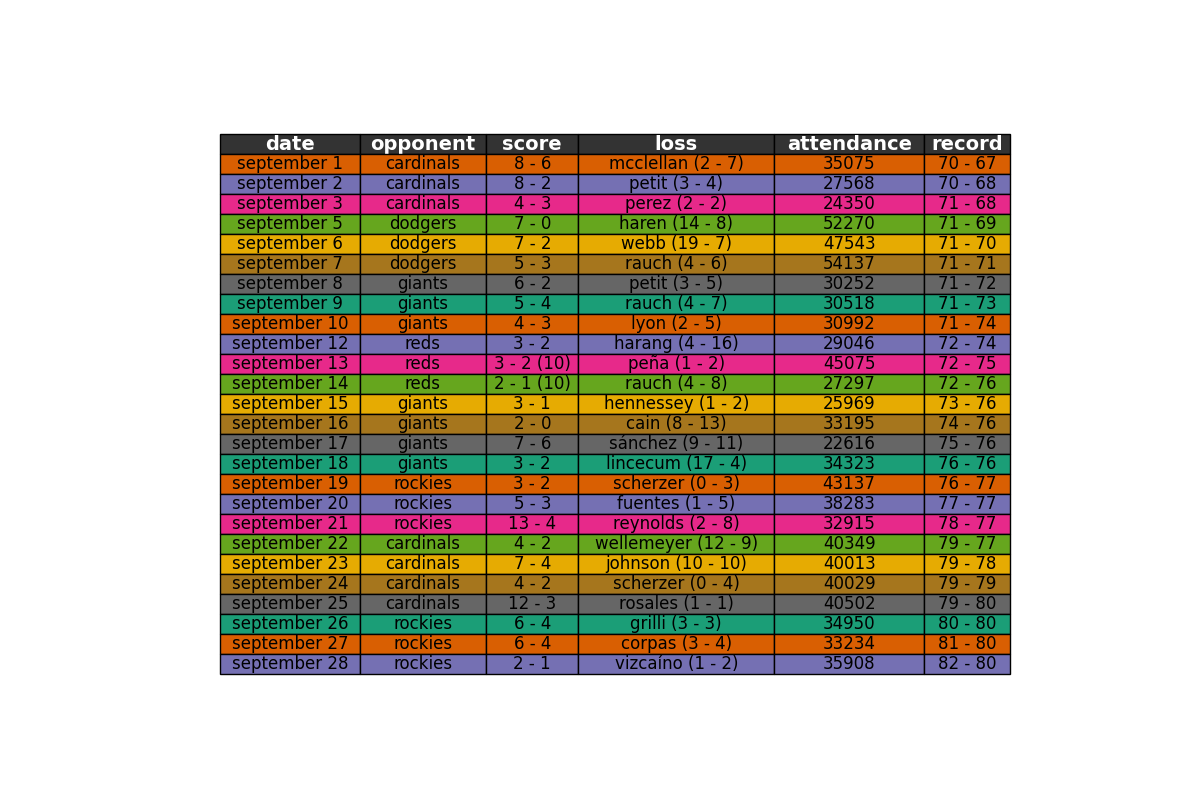 date opponent score loss attendance record
september 1 cardinals 8 - 6 mcclellan (2 - 7) 35075 70 - 67
september 2 cardinals 8 - 2 petit (3 - 4) 27568 70 - 68
september 3 cardinals 4 - 3 perez (2 - 2) 24350 71 - 68
september 5 dodgers 7 - 0 haren (14 - 8) 52270 71 - 69
september 6 dodgers 7 - 2 webb (19 - 7) 47543 71 - 70
september 7 dodgers 5 - 3 rauch (4 - 6) 54137 71 - 71
september 8 giants 6 - 2 petit (3 - 5) 30252 71 - 72
september 9 giants 5 - 4 rauch (4 - 7) 30518 71 - 73
september 10 giants 4 - 3 lyon (2 - 5) 30992 71 - 74
september 12 reds 3 - 2 harang (4 - 16) 29046 72 - 74
september 13 reds 3 - 2 (10) peña (1 - 2) 45075 72 - 75
september 14 reds 2 - 1 (10) rauch (4 - 8) 27297 72 - 76
september 15 giants 3 - 1 hennessey (1 - 2) 25969 73 - 76
september 16 giants 2 - 0 cain (8 - 13) 33195 74 - 76
september 17 giants 7 - 6 sánchez (9 - 11) 22616 75 - 76
september 18 giants 3 - 2 lincecum (17 - 4) 34323 76 - 76
september 19 rockies 3 - 2 scherzer (0 - 3) 43137 76 - 77
september 20 rockies 5 - 3 fuentes (1 - 5) 38283 77 - 77
september 21 rockies 13 - 4 reynolds (2 - 8) 32915 78 - 77
september 22 cardinals 4 - 2 wellemeyer (12 - 9) 40349 79 - 77
september 23 cardinals 7 - 4 johnson (10 - 10) 40013 79 - 78
september 24 cardinals 4 - 2 scherzer (0 - 4) 40029 79 - 79
september 25 cardinals 12 - 3 rosales (1 - 1) 40502 79 - 80
september 26 rockies 6 - 4 grilli (3 - 3) 34950 80 - 80
september 27 rockies 6 - 4 corpas (3 - 4) 33234 81 - 80
september 28 rockies 2 - 1 vizcaíno (1 - 2) 35908 82 - 80